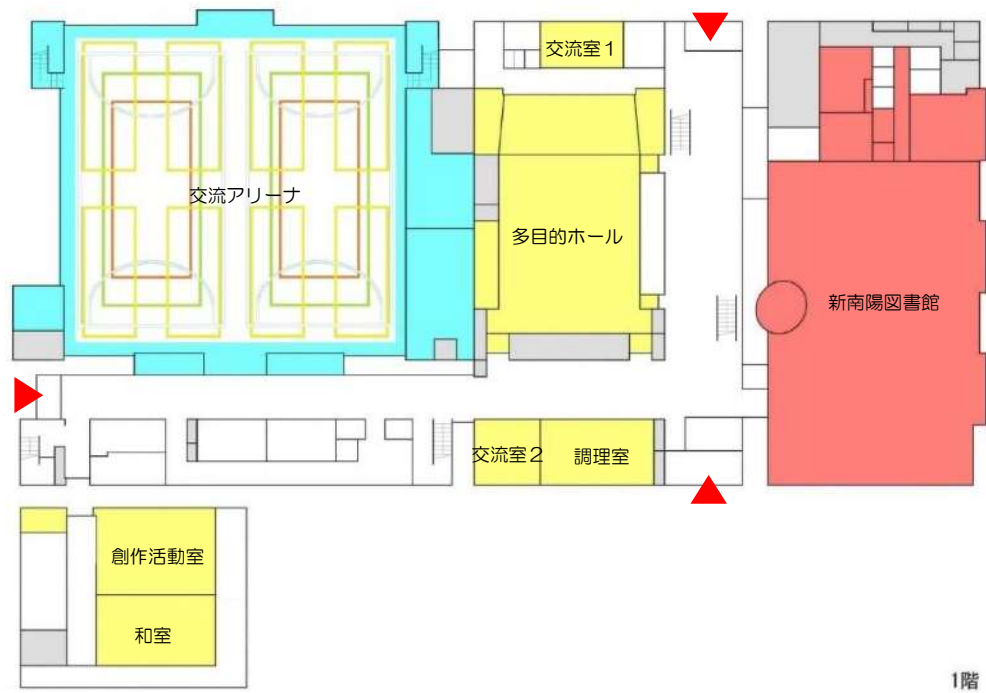 交流室1
交流アリーナ
多目的ホール
新南陽図書館
交流室2
調理室
創作活動室
和室
1階